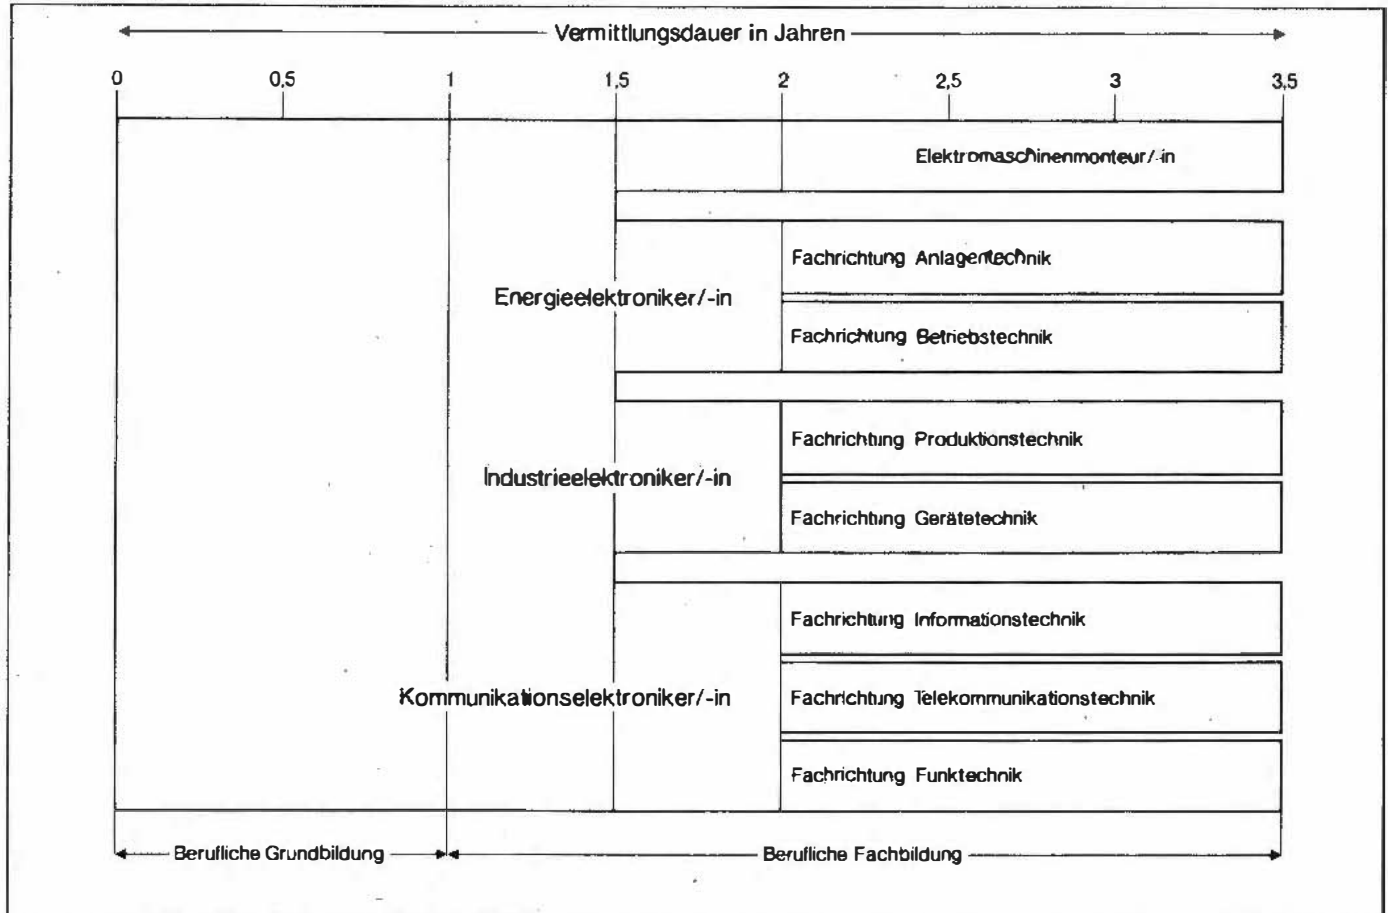 Vermittlungsdauer in Jahren
0 0,5 1 1,5 2 2,5 3 3,5
Elektromaschinenmonteur/-in
Fachrichtung Anlagentechnik
Energieelektroniker/-in
Fachrichtung Betriebstechnik
Fachrichtung Produktionstechnik
Industrieelektroniker/-in
Fachrichtung Gerätetechnik
Fachrichtung Informationstechnik
Kommunikationselektroniker/-in
Fachrichtung Telekommunikationstechnik
Fachrichtung Funktechnik
Berufliche Grundbildung Berufliche Fachbildung